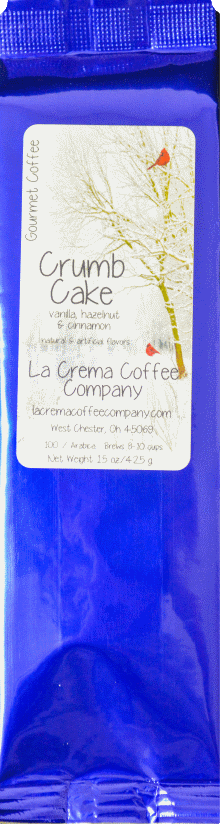 Gourmet Coffee
Crumb
Cake
vanilla, hazelnut
& cinnamon
natural & artificial flavors
La Crema Coffee
Company
lacremacoffeecompany.com
West Chester, Oh 45069
100 % Arabica Brews 8-10 cups
Net Weight 1.5 oz/42.5 g